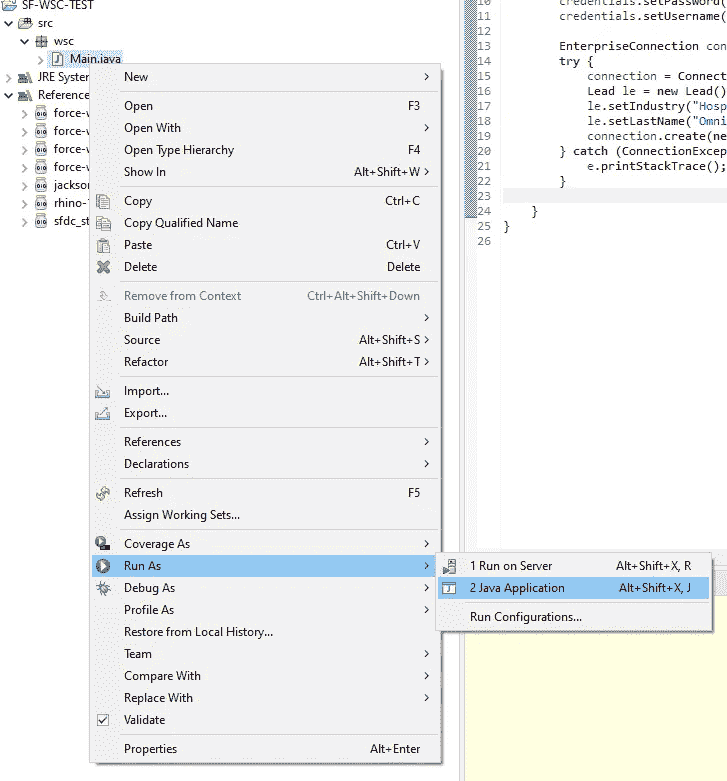 SF-WSC-TEST
src
wsc
Main.java
JRE System
Reference
force-w
force-w
force-w
force-w
jackson
rhino-
sfdc_st
New
Open F3
Open With
Open Type Hierarchy F4
Show In Alt+Shift+W
Copy Ctrl+C
Copy Qualified Name
Paste Ctrl+V
Delete Delete
Remove from Context Ctrl+Alt+Shift+Down
Build Path
Source Alt+Shift+S
Refactor Alt+Shift+T
Import...
Export...
References
Declarations
Refresh F5
Assign Working Sets...
Coverage As
Run As
Debug As
Profile As
Restore from Local History...
Team
Compare With
Replace With
Validate
Properties Alt+Enter
1 Run on Server Alt+Shift+X, R
2 Java Application Alt+Shift+X, J
Run Configurations...
10 credentials.setPassword(
11 credentials.setUsername(
12
13 EnterpriseConnection con
14 try {
15 connection = Connect
16 Lead le = new Lead()
17 le.setIndustry("Hosp
18 le.setLastName("Omni
19 connection.create(ne
20 } catch (ConnectionExcep
21 e.printStackTrace();
22 }
23
24 }
25 }
26